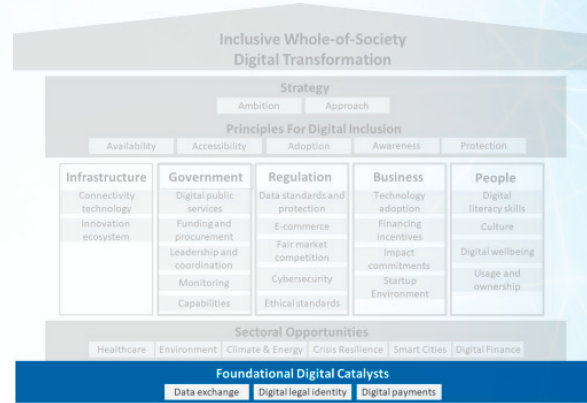 Inclusive Whole-of-Society
Digital Transformation
Strategy
Ambition Approach
Principles For Digital Inclusion
Availability Accessibility Adoption Awareness Protection
Infrastructure
Connectivity
technology
Innovation
ecosystem
Government
Digital public
services
Funding and
procurement
Leadership and
coordination
Monitoring
Capabilities
Regulation
Data standards and
protection
E-commerce
Fair market
competition
Cybersecurity
Ethical standards
Business
Technology
adoption
Financing
incentives
Impact
commitments
Startup
Environment
People
Digital
literacy skills
Culture
Digital wellbeing
Usage and
ownership
Sectoral Opportunities
Healthcare Environment Climate & Energy Crisis Resilience Smart Cities Digital Finance
Foundational Digital Catalysts
Data exchange Digital legal identity Digital payments